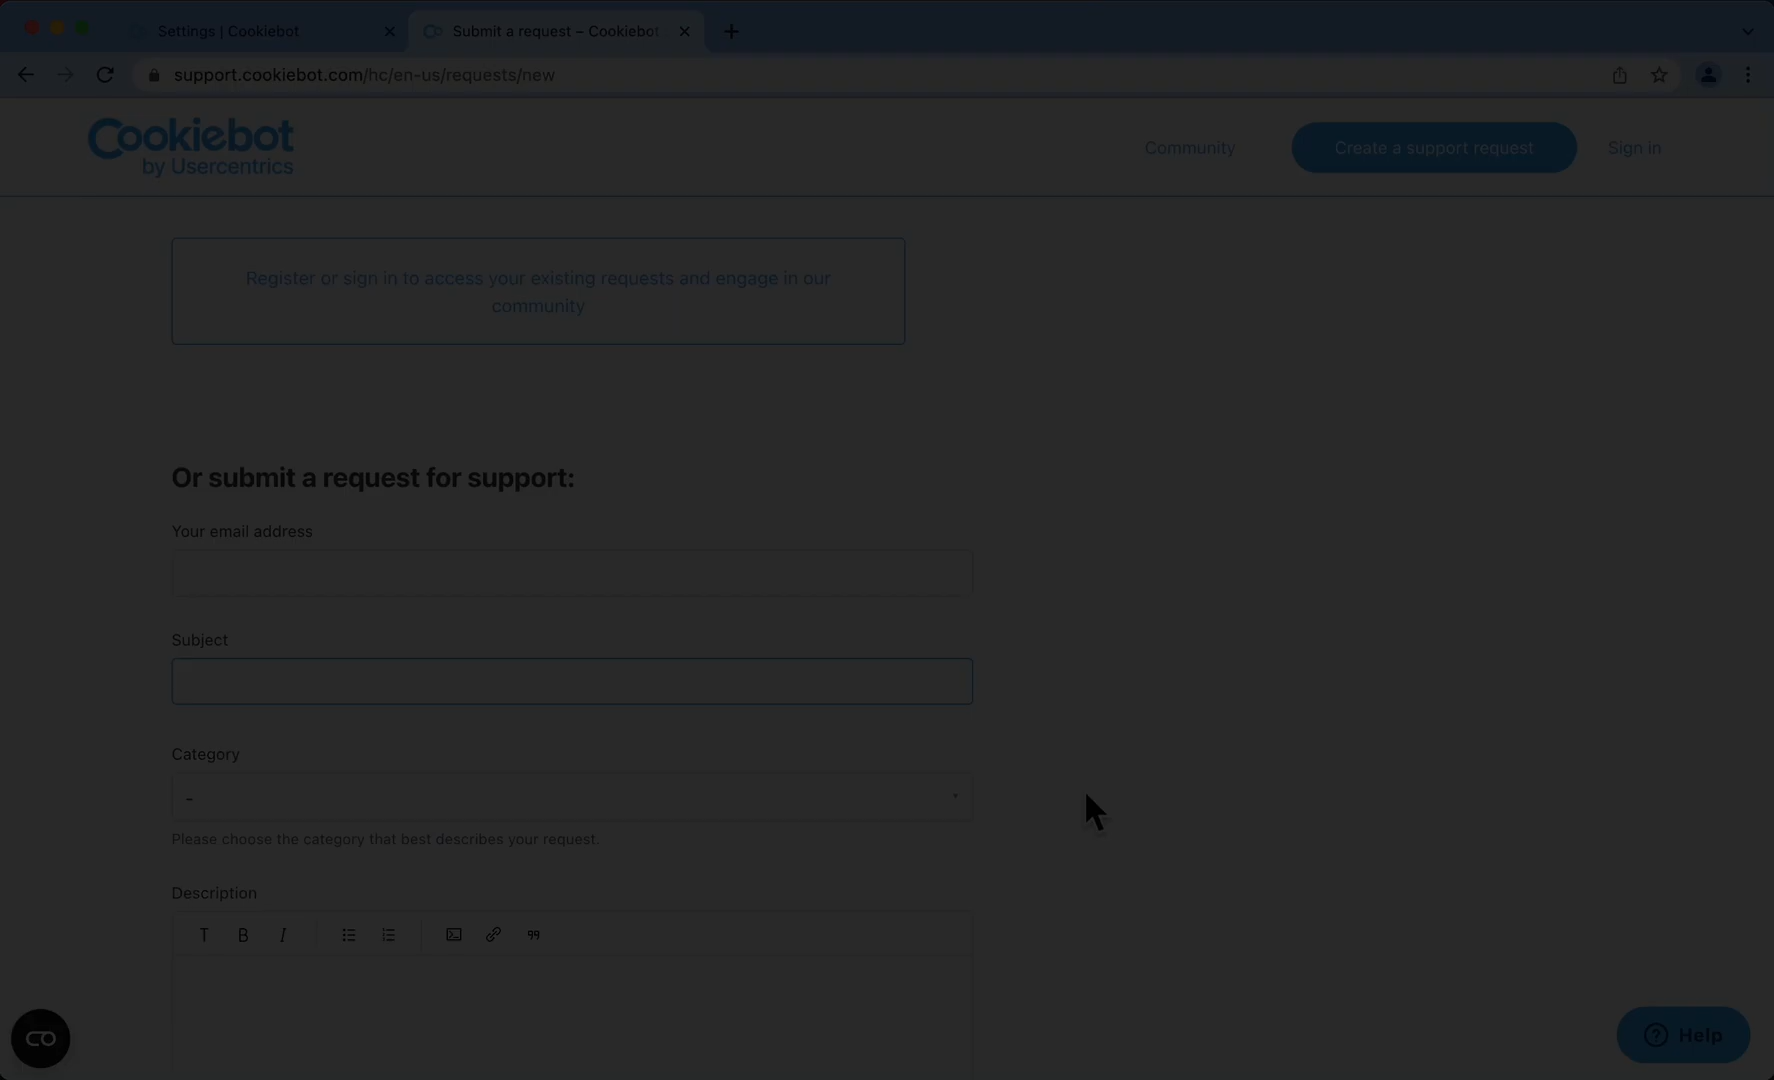 Settings | Cookiebot
Submit a request – Cookiebot
support.cookiebot.com/hc/en-us/requests/new
Cookiebot
by Usercentrics
Community
Create a support request
Sign in
Register or sign in to access your existing requests and engage in our
community
Or submit a request for support:
Your email address
Subject
Category
-
Please choose the category that best describes your request.
Description
T B I
Help